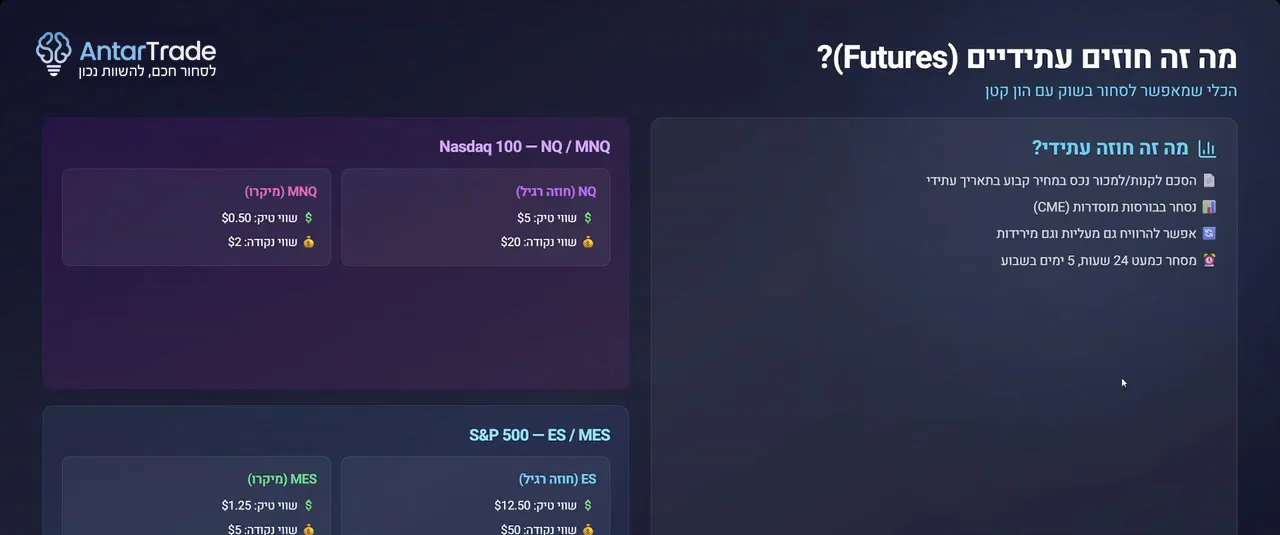 AntarTrade
לסחור חכם, להשוות נכון
מה זה חוזים עתידיים (Futures)?
הכלי שמאפשר לסחור בשוק עם הון קטן
מה זה חוזה עתידי?
הסכם לקנות/למכור נכס במחיר קבוע בתאריך עתידי
נסחר בבורסות מוסדרות (CME)
אפשר להרוויח גם מעליות וגם מירידות
מסחר כמעט 24 שעות, 5 ימים בשבוע
Nasdaq 100 — NQ / MNQ
NQ (חוזה רגיל)
שווי טיק: $5
שווי נקודה: $20
MNQ (מיקרו)
שווי טיק: $0.50
שווי נקודה: $2
S&P 500 — ES / MES
ES (חוזה רגיל)
שווי טיק: $12.50
שווי נקודה: $50
MES (מיקרו)
שווי טיק: $1.25
שווי נקודה: $5